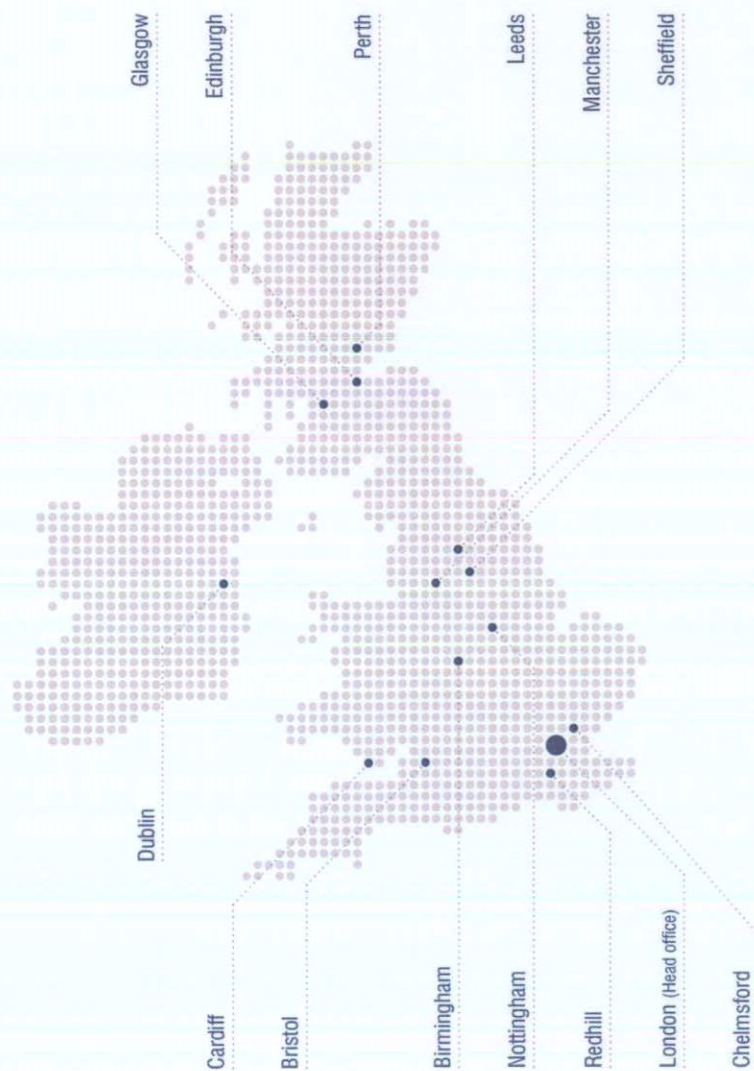 Glasgow
Edinburgh
Perth
Leeds
Manchester
Sheffield
Dublin
Cardiff
Bristol
Birmingham
Nottingham
Redhill
London (Head office)
Chelmsford